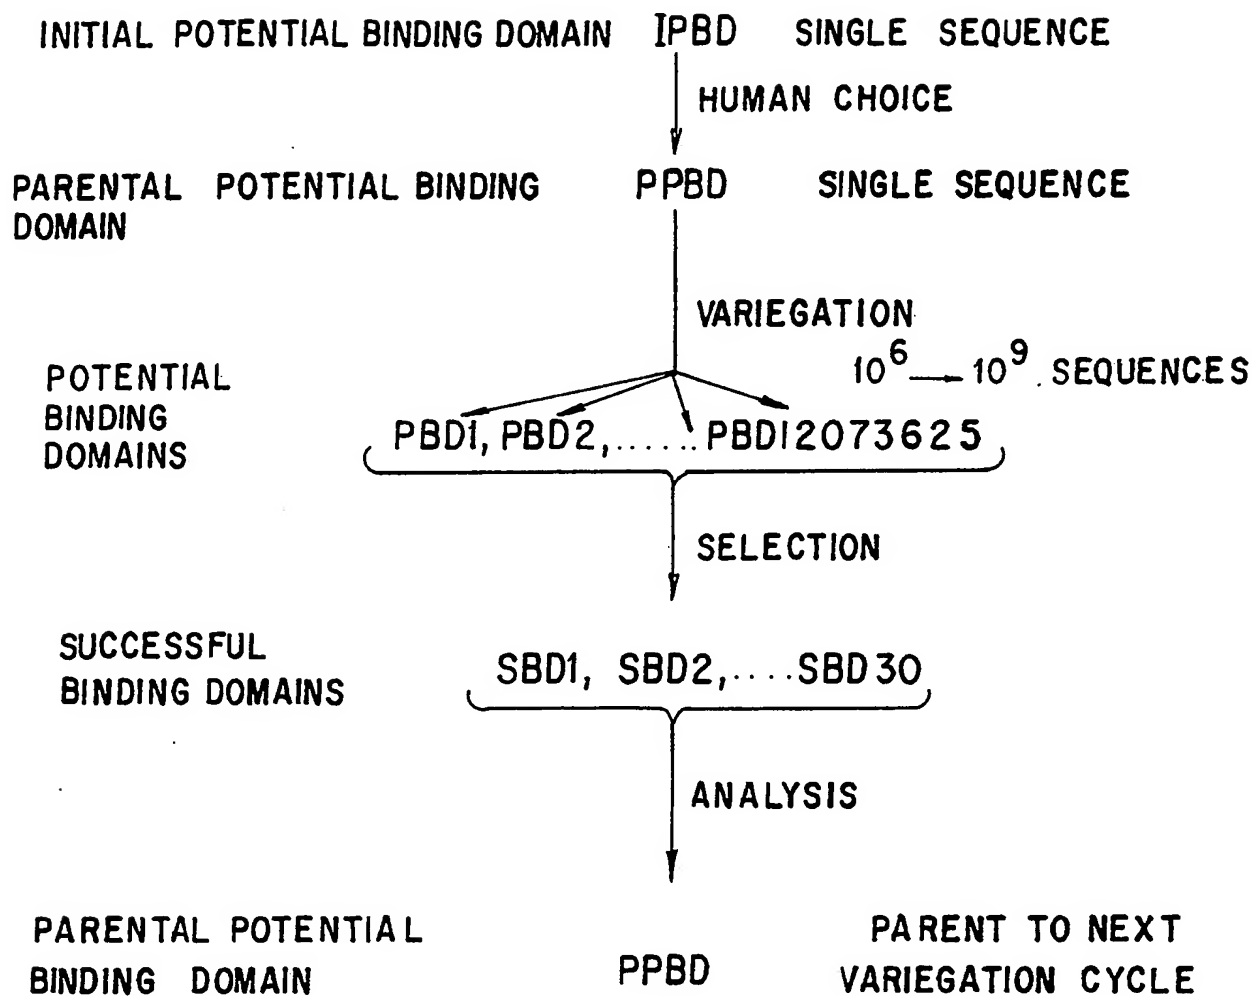 INITIAL POTENTIAL BINDING DOMAIN IPBD SINGLE SEQUENCE
HUMAN CHOICE
PARENTAL POTENTIAL BINDING PPBD SINGLE SEQUENCE
DOMAIN
VARIEGATION
10^6 → 10^9 SEQUENCES
POTENTIAL
BINDING
DOMAINS
PBD1, PBD2, ...... PBD12073625
SELECTION
SUCCESSFUL
BINDING DOMAINS
SBD1, SBD2, .... SBD30
ANALYSIS
PARENTAL POTENTIAL
BINDING DOMAIN
PPBD
PARENT TO NEXT
VARIEGATION CYCLE